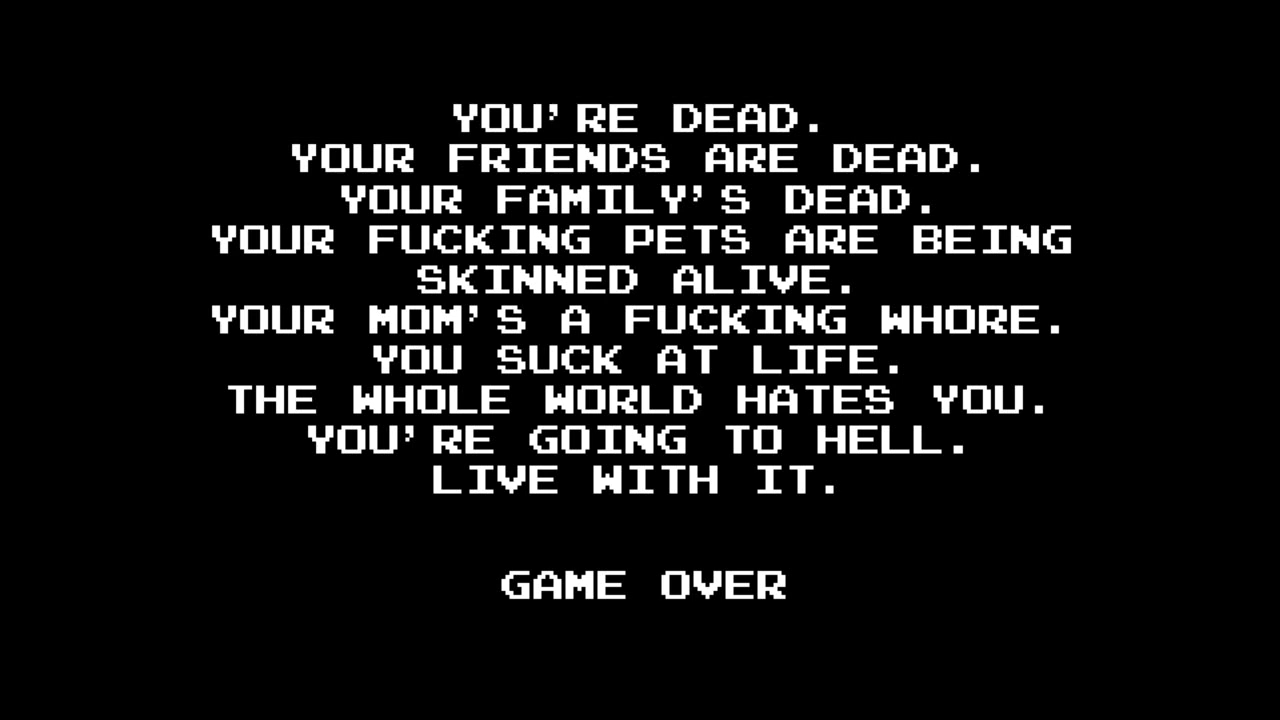 YOU'RE DEAD.
YOUR FRIENDS ARE DEAD.
YOUR FAMILY'S DEAD.
YOUR FUCKING PETS ARE BEING
SKINNED ALIVE.
YOUR MOM'S A FUCKING WHORE.
YOU SUCK AT LIFE.
THE WHOLE WORLD HATES YOU.
YOU'RE GOING TO HELL.
LIVE WITH IT.
GAME OVER